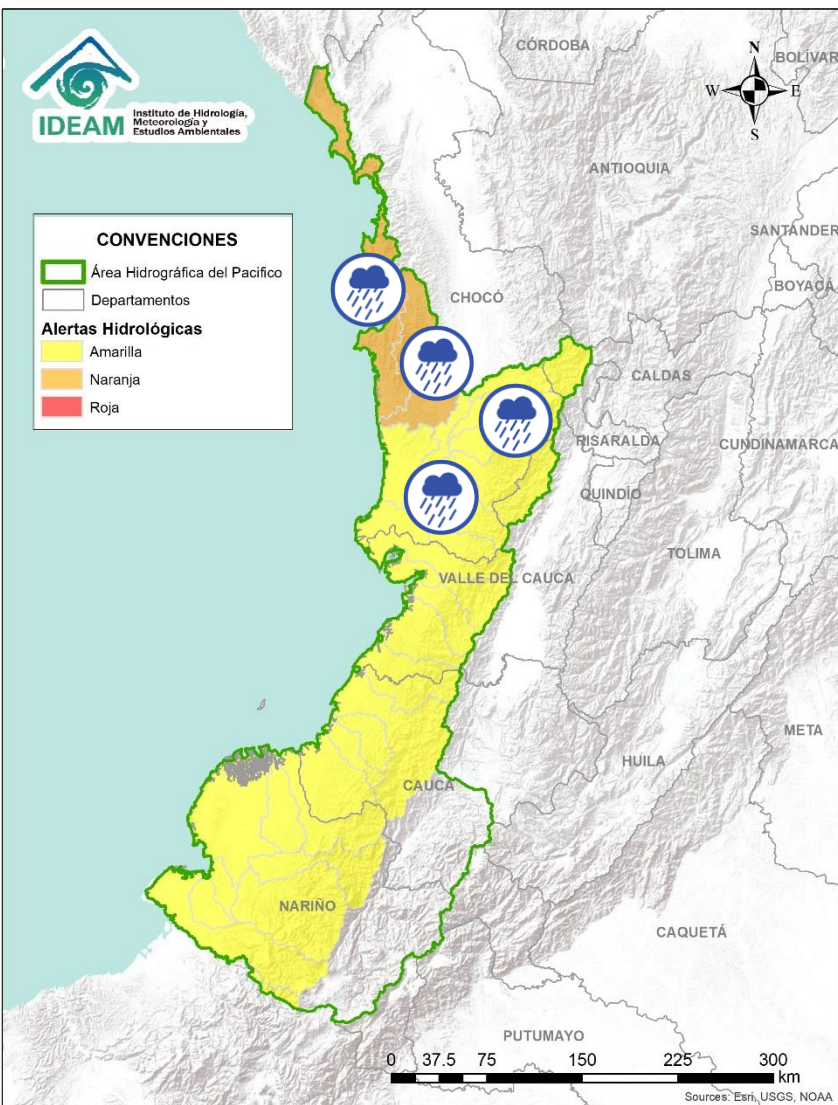 IDEAM
Instituto de Hidrología,
Meteorología y
Estudios Ambientales
CÓRDOBA
BOLÍVAR
N
W
E
S
ANTIOQUIA
SANTANDER
BOYACÁ
CONVENCIONES
Área Hidrográfica del Pacifico
Departamentos
Alertas Hidrológicas
Amarilla
Naranja
Roja
CHOCÓ
CALDAS
RISARALDA
CUNDINAMARCA
QUINDÍO
TOLIMA
VALLE DEL CAUCA
META
HUILA
CAUCA
NARIÑO
CAQUETÁ
PUTUMAYO
0 37.5 75 150 225 300
km
Sources: Esri, USGS, NOAA